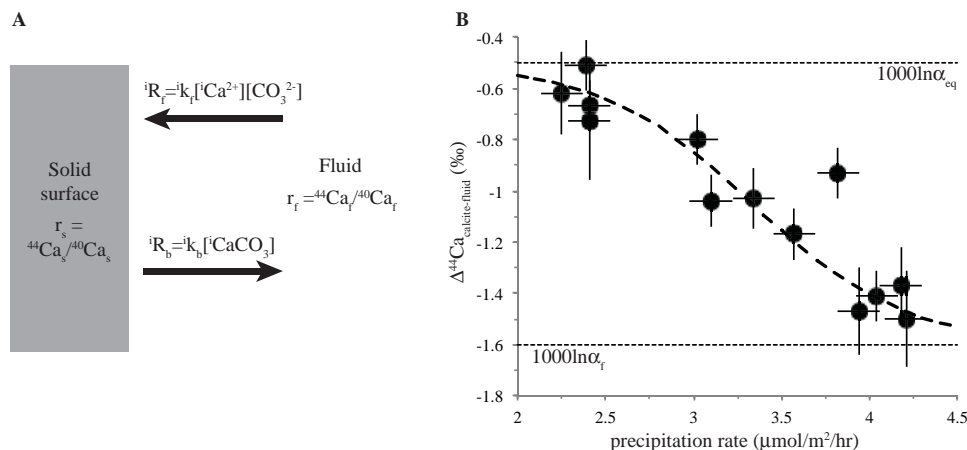 A
ⁱR_f=ⁱk_f[ⁱCa²⁺][CO₃²⁻]
Solid
surface
r_s =
⁴⁴Ca_s/⁴⁰Ca_s
Fluid
r_f =⁴⁴Ca_f/⁴⁰Ca_f
ⁱR_b=ⁱk_b[ⁱCaCO₃]
B
-0.4
-0.6
-0.8
-1
-1.2
-1.4
-1.6
-1.8
Δ⁴⁴Ca_calcite-fluid (‰)
1000lnα_eq
1000lnα_f
2
2.5
3
3.5
4
4.5
precipitation rate (μmol/m²/hr)